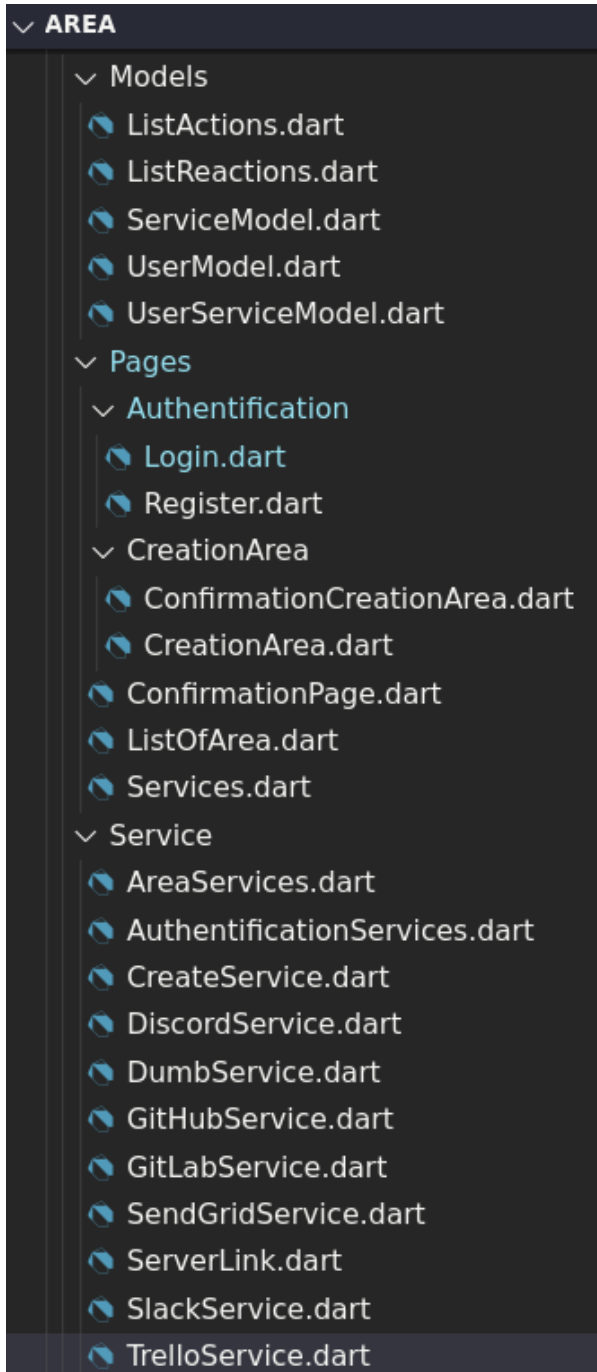 AREA
Models
ListActions.dart
ListReactions.dart
ServiceModel.dart
UserModel.dart
UserServiceModel.dart
Pages
Authentification
Login.dart
Register.dart
CreationArea
ConfirmationCreationArea.dart
CreationArea.dart
ConfirmationPage.dart
ListOfArea.dart
Services.dart
Service
AreaServices.dart
AuthentificationServices.dart
CreateService.dart
DiscordService.dart
DumbService.dart
GitHubService.dart
GitLabService.dart
SendGridService.dart
ServerLink.dart
SlackService.dart
TrelloService.dart